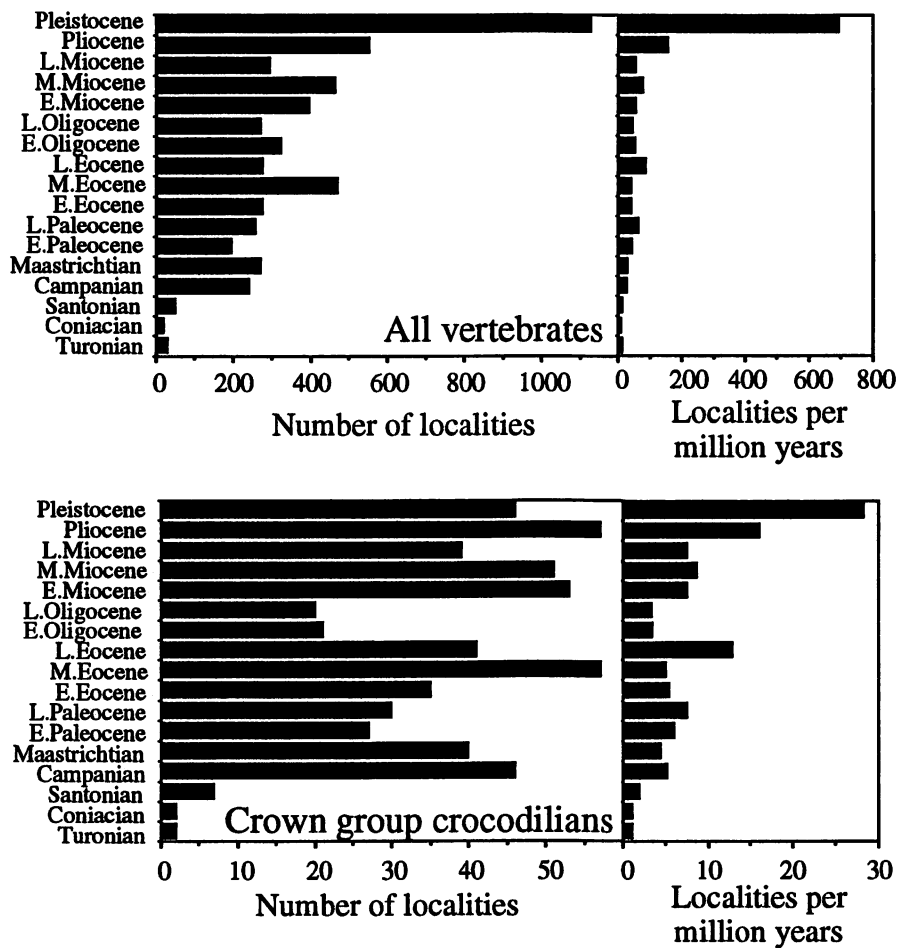 Pleistocene
Pliocene
L.Miocene
M.Miocene
E.Miocene
L.Oligocene
E.Oligocene
L.Eocene
M.Eocene
E.Eocene
L.Paleocene
E.Paleocene
Maastrichtian
Campanian
Santonian
Coniacian
Turonian
All vertebrates
0 200 400 600 800 1000
0 200 400 600 800
Number of localities
Localities per
million years
Pleistocene
Pliocene
L.Miocene
M.Miocene
E.Miocene
L.Oligocene
E.Oligocene
L.Eocene
M.Eocene
E.Eocene
L.Paleocene
E.Paleocene
Maastrichtian
Campanian
Santonian
Coniacian
Turonian
Crown group crocodilians
0 10 20 30 40 50
0 10 20 30
Number of localities
Localities per
million years